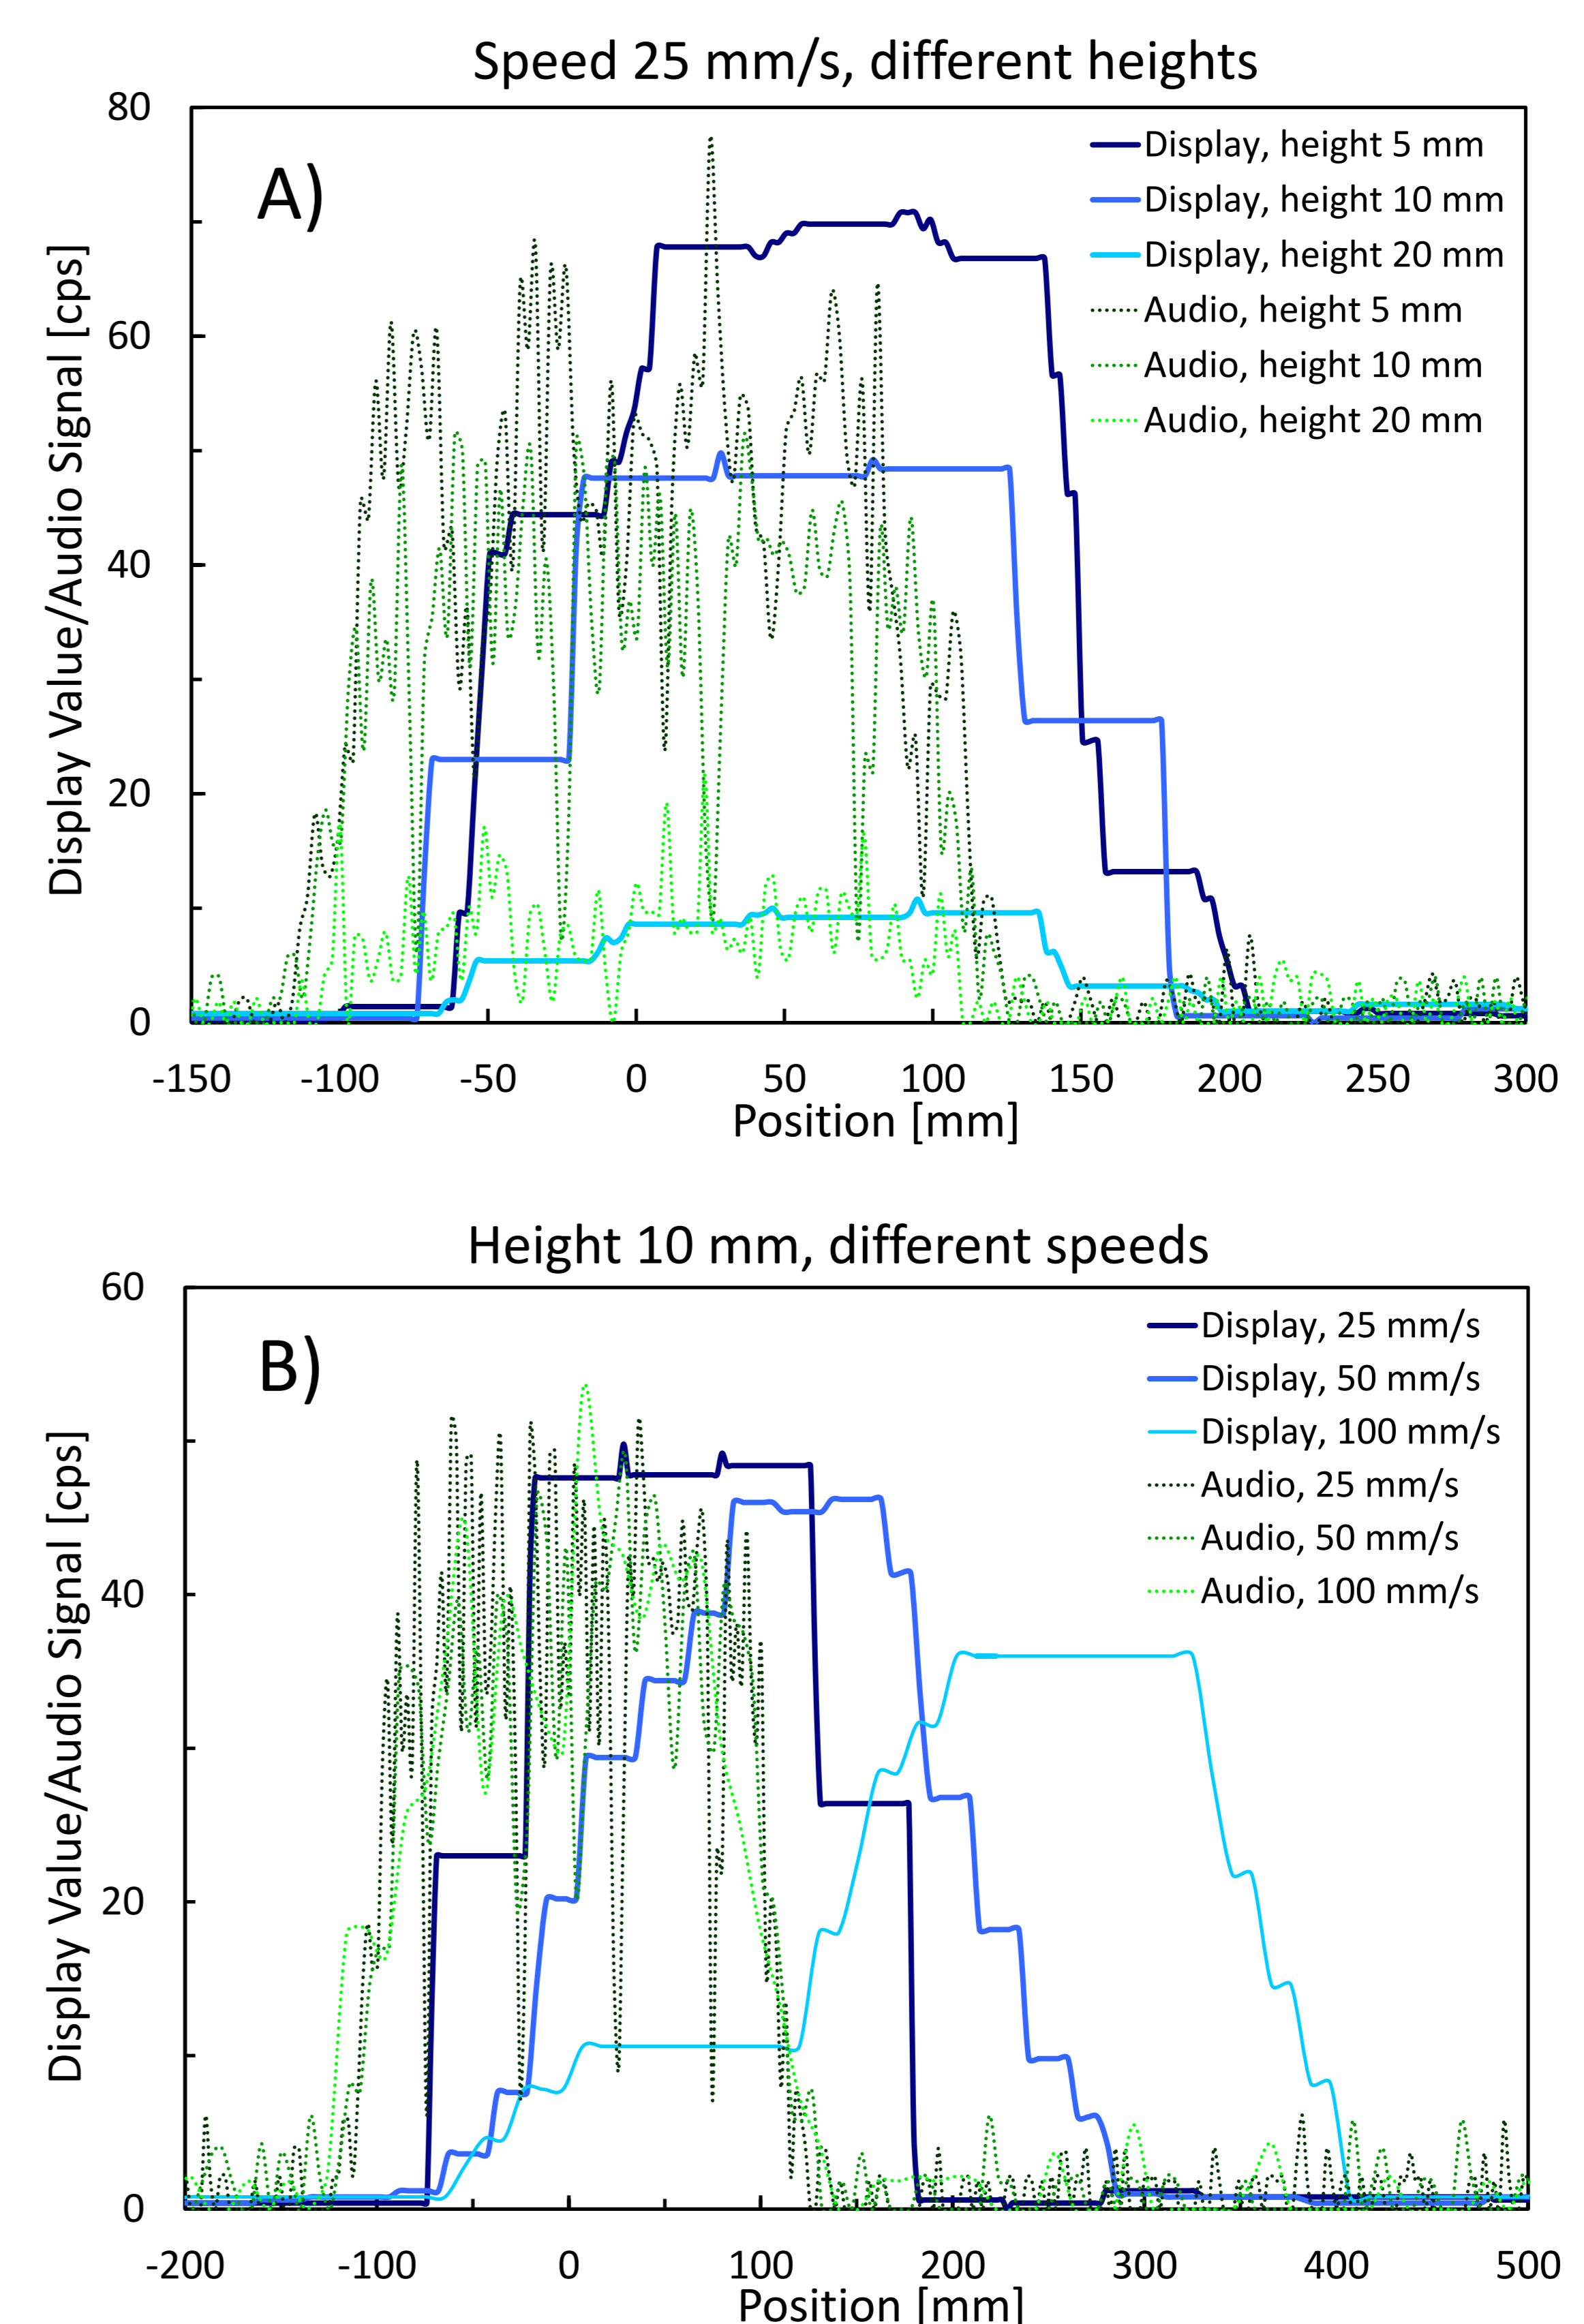 Speed 25 mm/s, different heights
80
A)
Display, height 5 mm
Display, height 10 mm
Display, height 20 mm
Audio, height 5 mm
Audio, height 10 mm
Audio, height 20 mm
Display Value/Audio Signal [cps]
60
40
20
0
-150 -100 -50 0 50 100 150 200 250 300
Position [mm]
Height 10 mm, different speeds
60
B)
Display, 25 mm/s
Display, 50 mm/s
Display, 100 mm/s
Audio, 25 mm/s
Audio, 50 mm/s
Audio, 100 mm/s
Display Value/Audio Signal [cps]
40
20
0
-200 -100 0 100 200 300 400 500
Position [mm]